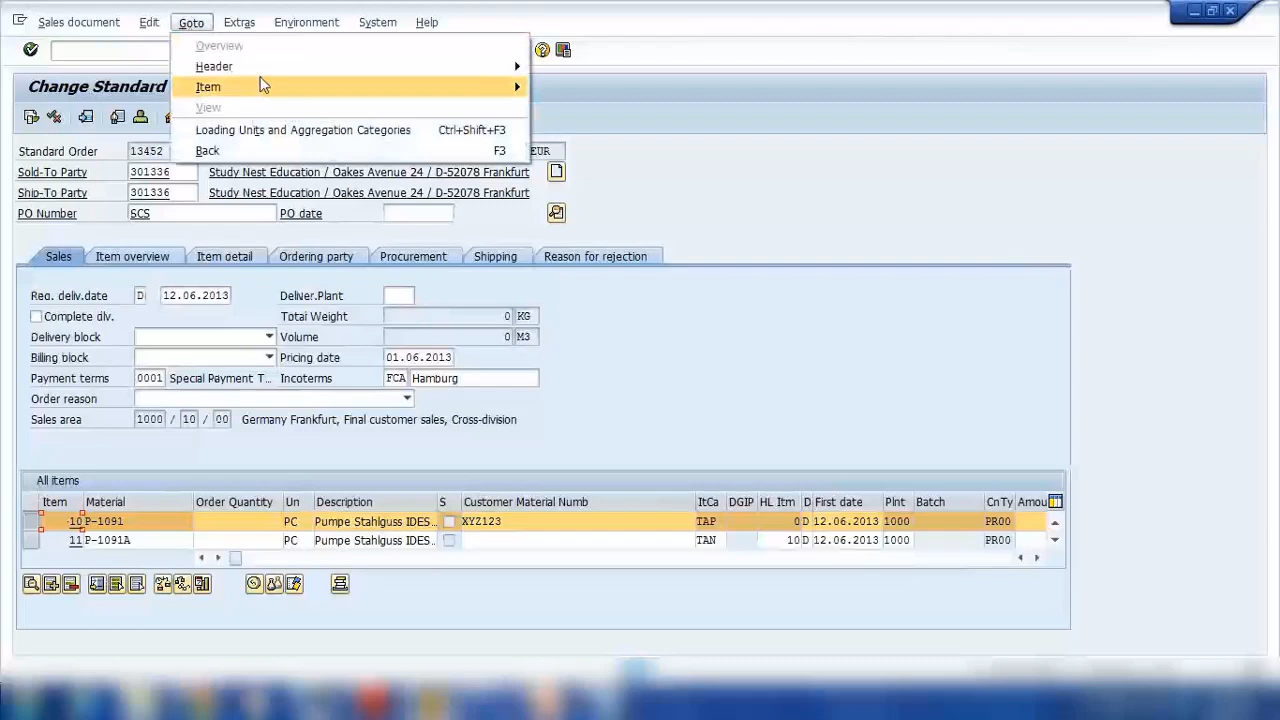 Sales document Edit Goto Extras Environment System Help
Overview
Header
Item
View
Loading Units and Aggregation Categories Ctrl+Shift+F3
Back F3
Change Standard
Standard Order 13452 EUR
Sold-To Party 301336 Study Nest Education / Oakes Avenue 24 / D-52078 Frankfurt
Ship-To Party 301336 Study Nest Education / Oakes Avenue 24 / D-52078 Frankfurt
PO Number SCS PO date
Sales Item overview Item detail Ordering party Procurement Shipping Reason for rejection
Req. deliv.date D 12.06.2013 Deliver.Plant
Complete dlv. Total Weight 0 KG
Delivery block Volume 0 M3
Billing block Pricing date 01.06.2013
Payment terms 0001 Special Payment T... Incoterms FCA Hamburg
Order reason
Sales area 1000 / 10 / 00 Germany Frankfurt, Final customer sales, Cross-division
All items
Item Material Order Quantity Un Description S Customer Material Numb ItCa DGIP HL Itm D First date Plnt Batch CnTy Amou
10 P-1091 PC Pumpe Stahlguss IDES... XYZ123 TAP 0 D 12.06.2013 1000 PR00
11 P-1091A PC Pumpe Stahlguss IDES... TAN 10 D 12.06.2013 1000 PR00